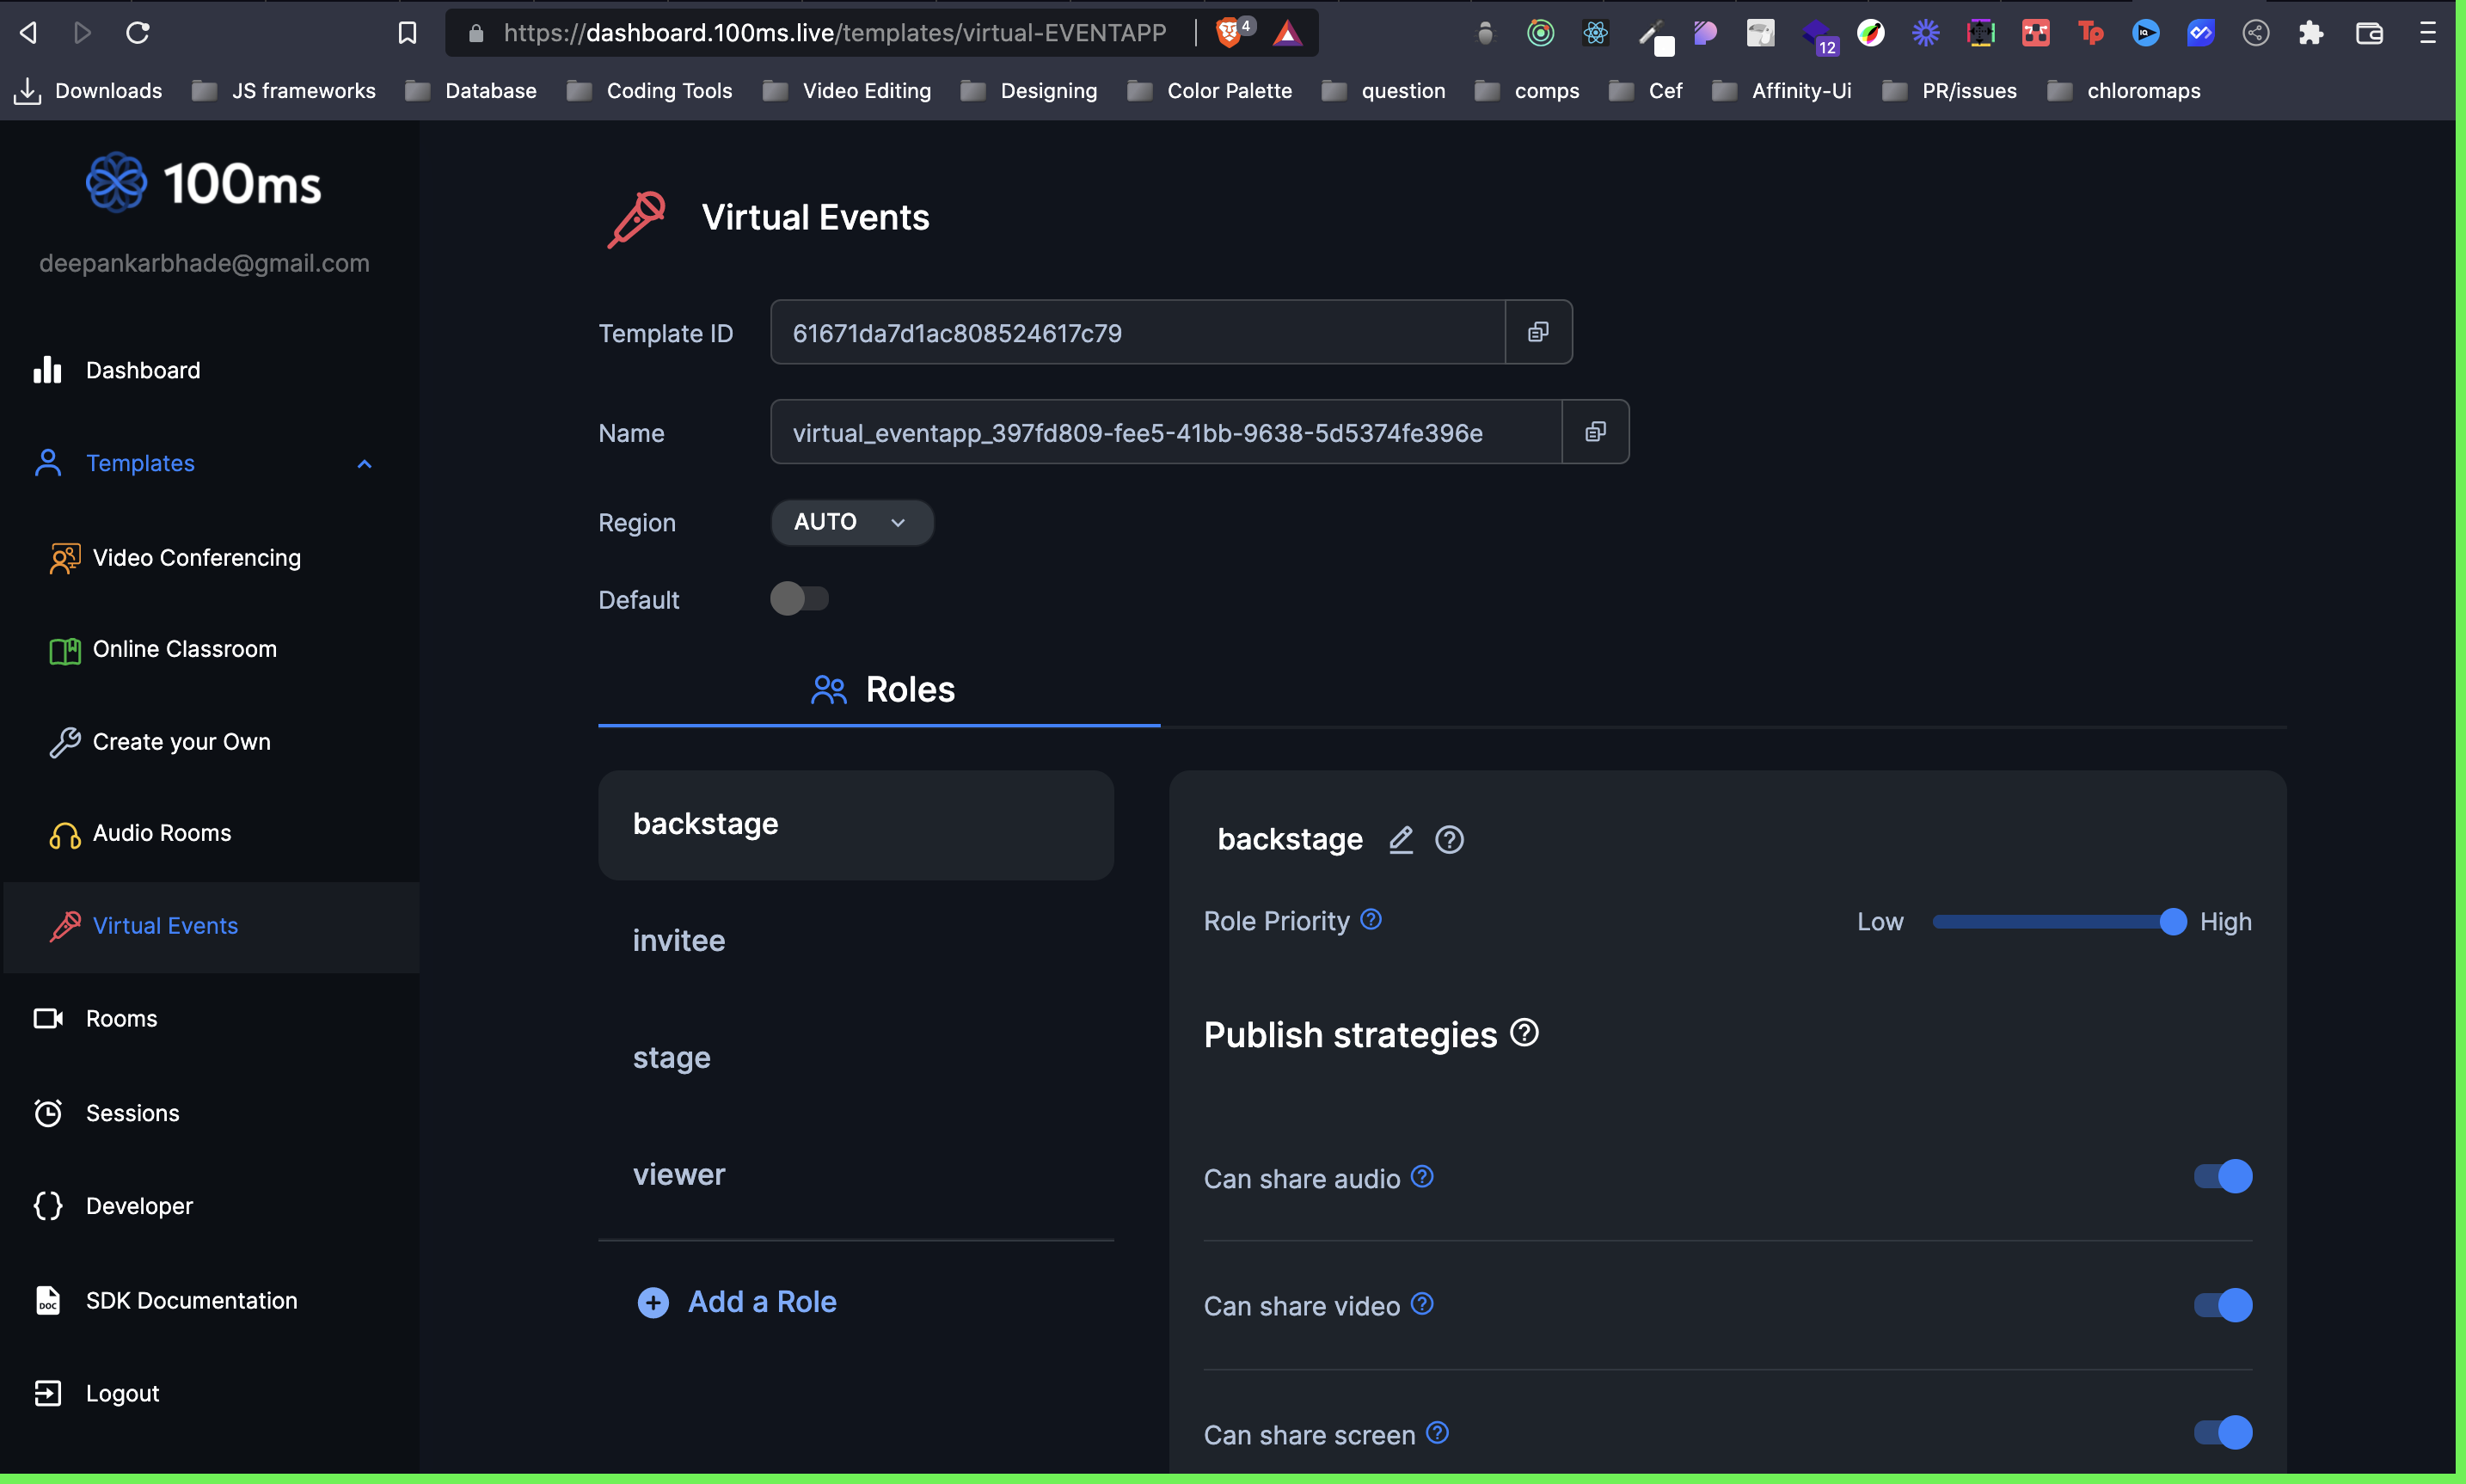 https://dashboard.100ms.live/templates/virtual-EVENTAPP
4
12
Tp
IQ
Downloads
JS frameworks
Database
Coding Tools
Video Editing
Designing
Color Palette
question
comps
Cef
Affinity-Ui
PR/issues
chloromaps
100ms
deepankarbhade@gmail.com
Dashboard
Templates
Video Conferencing
Online Classroom
Create your Own
Audio Rooms
Virtual Events
Rooms
Sessions
Developer
DOC
SDK Documentation
Logout
Virtual Events
Template ID
61671da7d1ac808524617c79
Name
virtual_eventapp_397fd809-fee5-41bb-9638-5d5374fe396e
Region
AUTO
Default
Roles
backstage
invitee
stage
viewer
Add a Role
backstage
Role Priority
Low
High
Publish strategies
Can share audio
Can share video
Can share screen